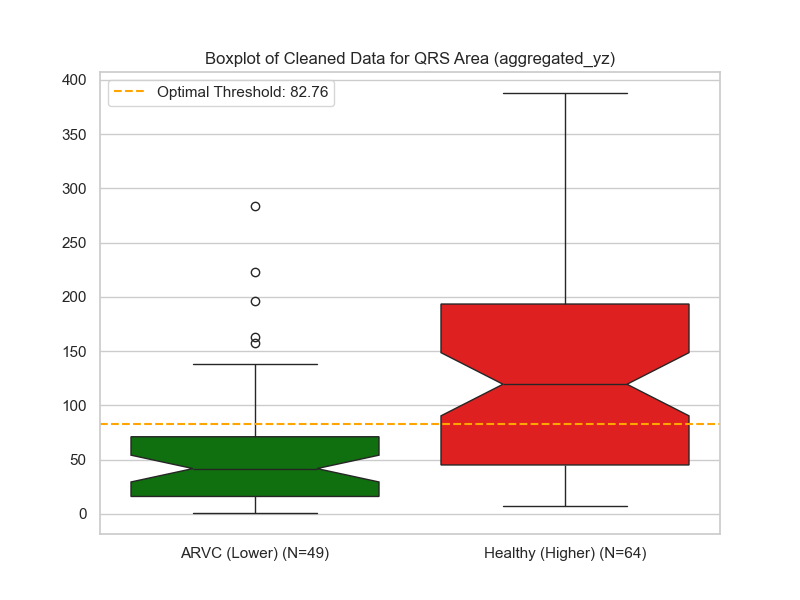 Boxplot of Cleaned Data for QRS Area (aggregated_yz)
Optimal Threshold: 82.76
400
350
300
250
200
150
100
50
0
ARVC (Lower) (N=49)
Healthy (Higher) (N=64)